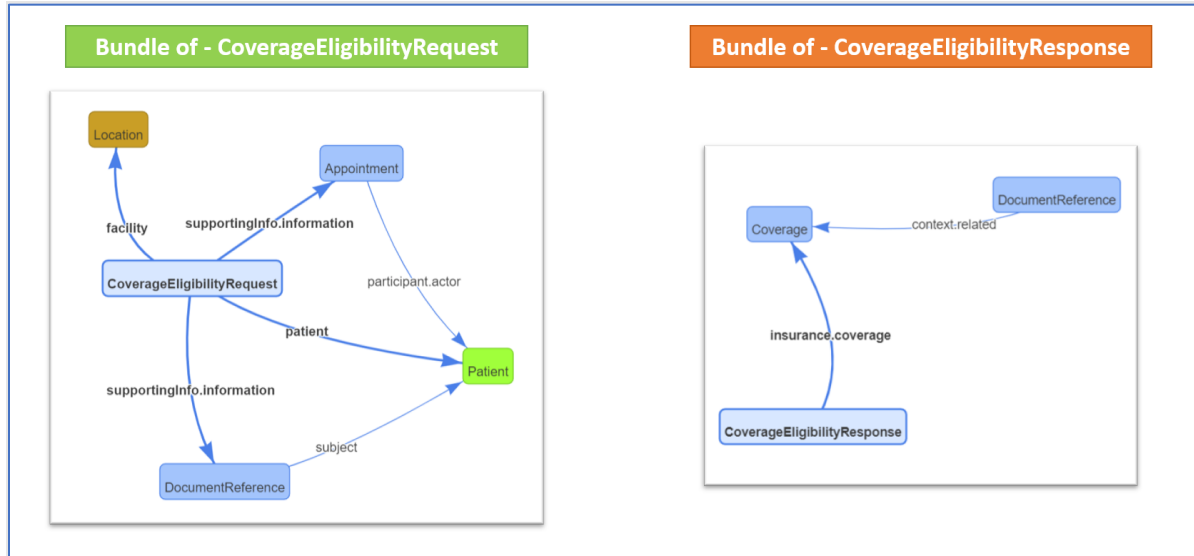 Bundle of - CoverageEligibilityRequest
Location
Appointment
facility
supportingInfo.information
CoverageEligibilityRequest
participant.actor
patient
Patient
supportingInfo.information
subject
DocumentReference
Bundle of - CoverageEligibilityResponse
DocumentReference
Coverage
context.related
insurance.coverage
CoverageEligibilityResponse